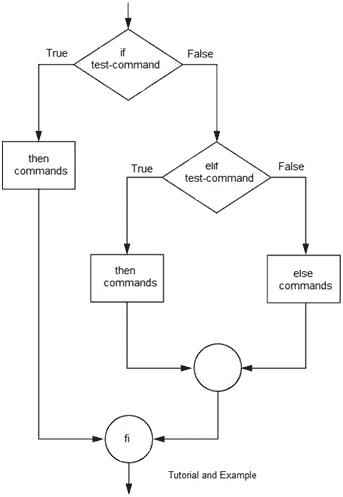 if
test-command
True
False
then
commands
elif
test-command
True
False
then
commands
else
commands
fi
Tutorial and Example